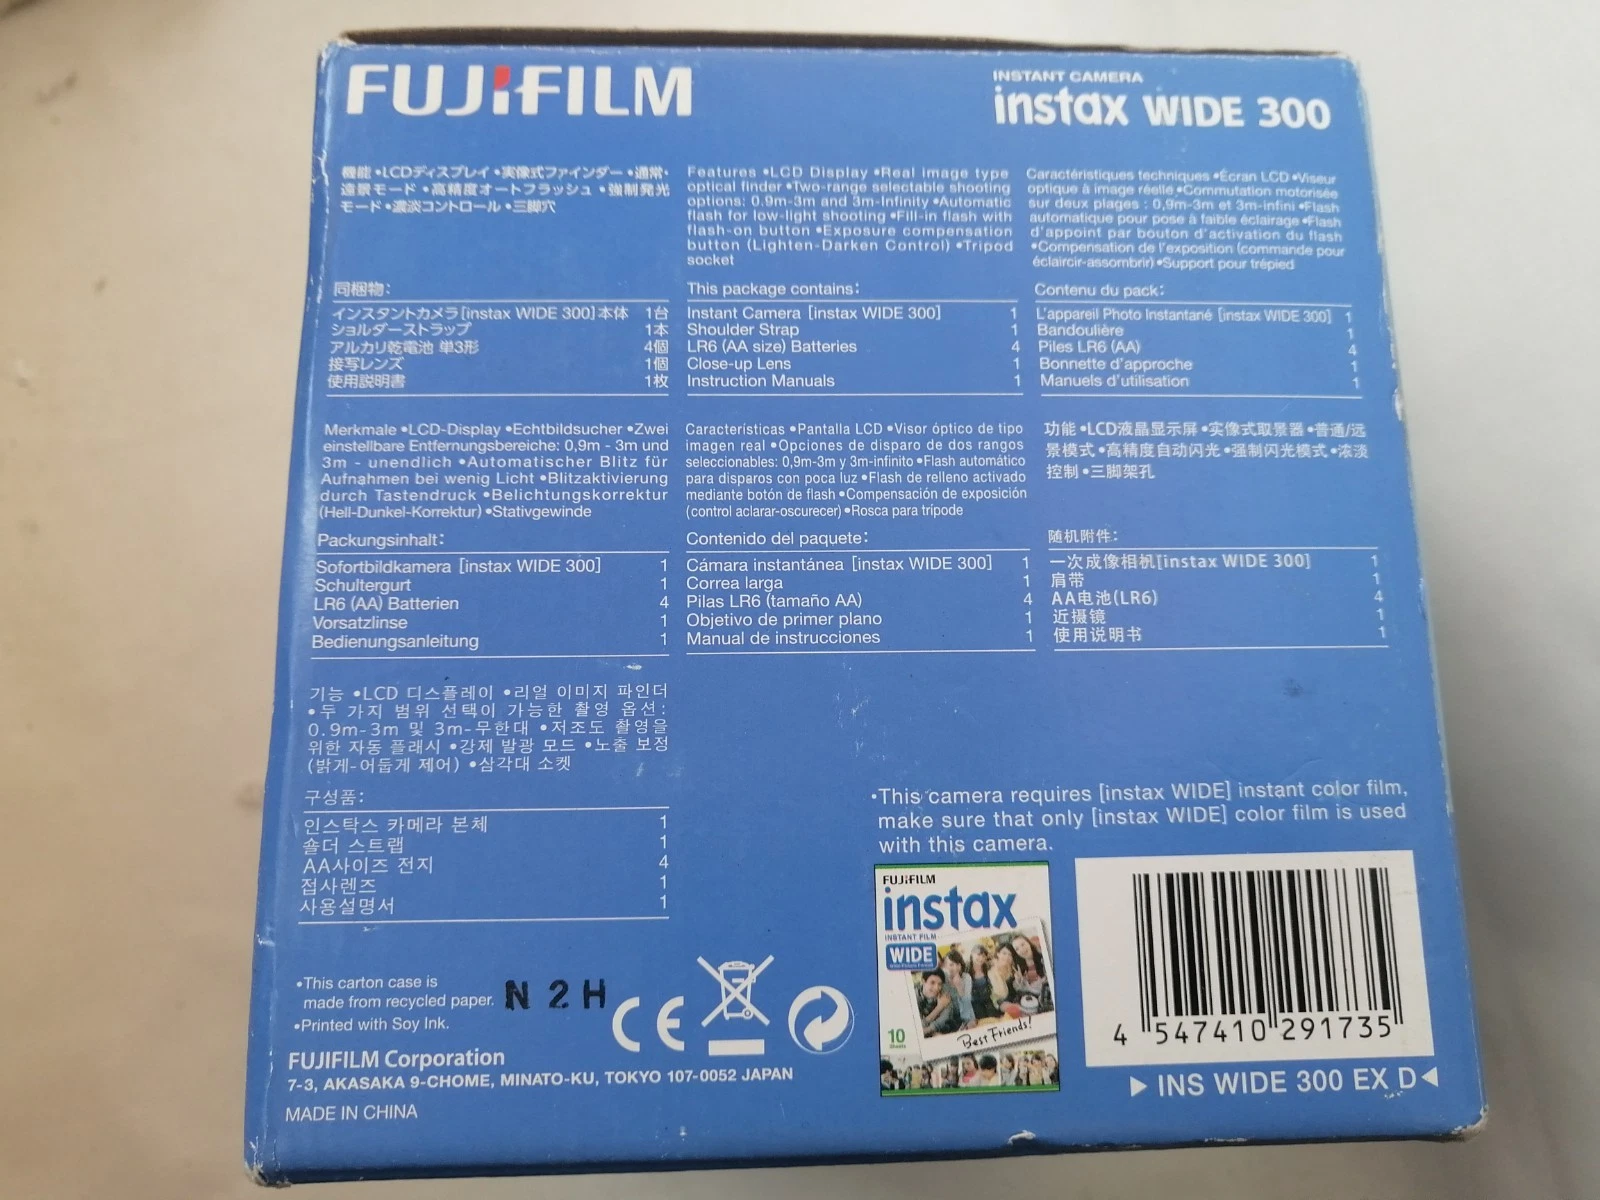 FUJIFILM
INSTANT CAMERA
instax WIDE 300
機能 •LCDディスプレイ •実像式ファインダー •通常・
遠景モード •高精度オートフラッシュ •強制発光
モード •濃淡コントロール •三脚穴
同梱物:
インスタントカメラ[instax WIDE 300]本体 1台
ショルダーストラップ 1本
アルカリ乾電池 単3形 4個
接写レンズ 1個
使用説明書 1枚
Features •LCD Display •Real image type
optical finder •Two-range selectable shooting
options: 0.9m-3m and 3m-Infinity •Automatic
flash for low-light shooting •Fill-in flash with
flash-on button •Exposure compensation
button (Lighten-Darken Control) •Tripod
socket
This package contains:
Instant Camera [instax WIDE 300] 1
Shoulder Strap 1
LR6 (AA size) Batteries 4
Close-up Lens 1
Instruction Manuals 1
Caractéristiques techniques •Écran LCD •Viseur
optique à image réelle •Commutation motorisée
sur deux plages : 0,9m-3m et 3m-infini •Flash
automatique pour pose à faible éclairage •Flash
d'appoint par bouton d'activation du flash
•Compensation de l'exposition (commande pour
éclaircir-assombrir) •Support pour trépied
Contenu du pack:
L'appareil Photo Instantané [instax WIDE 300] 1
Bandoulière 1
Piles LR6 (AA) 4
Bonnette d'approche 1
Manuels d'utilisation 1
Merkmale •LCD-Display •Echtbildsucher •Zwei
einstellbare Entfernungsbereiche: 0,9m - 3m und
3m - unendlich •Automatischer Blitz für
Aufnahmen bei wenig Licht •Blitzaktivierung
durch Tastendruck •Belichtungskorrektur
(Hell-Dunkel-Korrektur) •Stativgewinde
Packungsinhalt:
Sofortbildkamera [instax WIDE 300] 1
Schultergurt 1
LR6 (AA) Batterien 4
Vorsatzlinse 1
Bedienungsanleitung 1
Características •Pantalla LCD •Visor óptico de tipo
imagen real •Opciones de disparo de dos rangos
seleccionables: 0,9m-3m y 3m-infinito •Flash automático
para disparos con poca luz •Flash de relleno activado
mediante botón de flash •Compensación de exposición
(control aclarar-oscurecer) •Rosca para trípode
Contenido del paquete:
Cámara instantánea [instax WIDE 300] 1
Correa larga 1
Pilas LR6 (tamaño AA) 4
Objetivo de primer plano 1
Manual de instrucciones 1
功能 •LCD液晶显示屏 •实像式取景器 •普通/远
景模式 •高精度自动闪光 •强制闪光模式 •浓淡
控制 •三脚架孔
随机附件:
一次成像相机[instax WIDE 300] 1
肩带 1
AA电池(LR6) 4
近摄镜 1
使用说明书 1
기능 •LCD 디스플레이 •리얼 이미지 파인더
•두 가지 범위 선택이 가능한 촬영 옵션:
0.9m-3m 및 3m-무한대 •저조도 촬영을
위한 자동 플래시 •강제 발광 모드 •노출 보정
(밝게-어둡게 제어) •삼각대 소켓
구성품:
인스탁스 카메라 본체 1
숄더 스트랩 1
AA사이즈 전지 4
접사렌즈 1
사용설명서 1
•This camera requires [instax WIDE] instant color film,
make sure that only [instax WIDE] color film is used
with this camera.
FUJIFILM
instax
INSTANT FILM
WIDE
10
Best Friends!
4 547410 291735
▶ INS WIDE 300 EX D ◀
•This carton case is
made from recycled paper.
•Printed with Soy Ink.
N 2 H
CE
FUJIFILM Corporation
7-3, AKASAKA 9-CHOME, MINATO-KU, TOKYO 107-0052 JAPAN
MADE IN CHINA